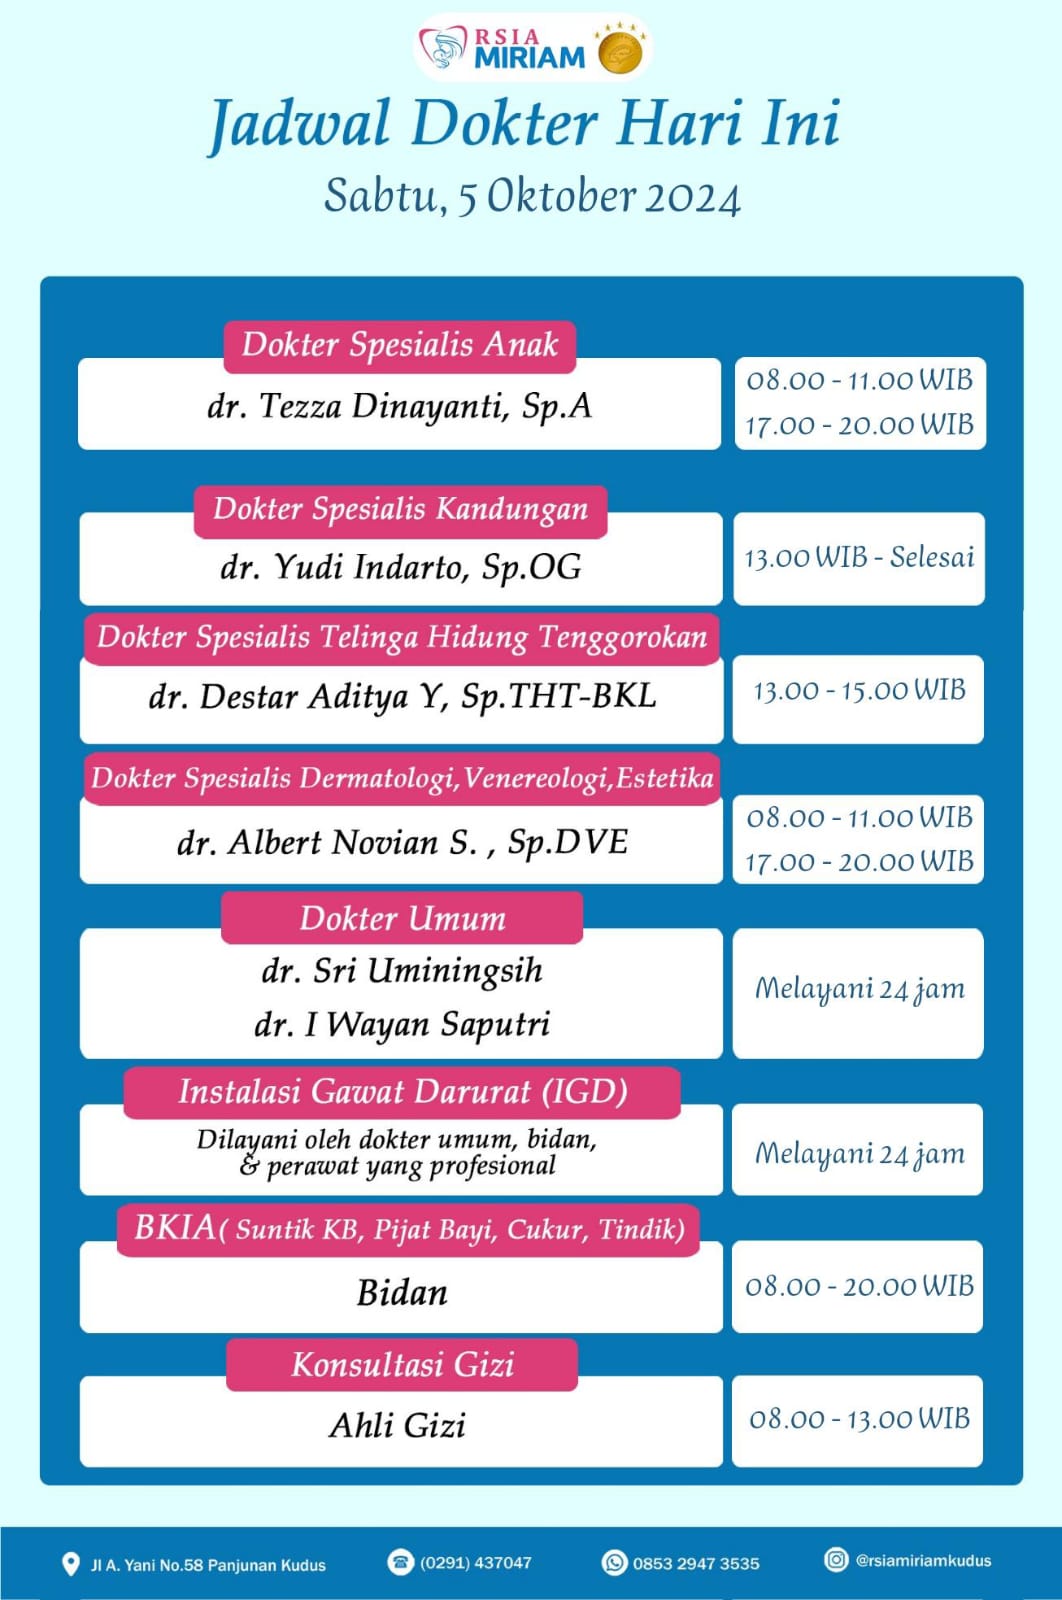 RSIA
MIRIAM
Jadwal Dokter Hari Ini
Sabtu, 5 Oktober 2024
Dokter Spesialis Anak
dr. Tezza Dinayanti, Sp.A
08.00 - 11.00 WIB
17.00 - 20.00 WIB
Dokter Spesialis Kandungan
dr. Yudi Indarto, Sp.OG
13.00 WIB - Selesai
Dokter Spesialis Telinga Hidung Tenggorokan
dr. Destar Aditya Y, Sp.THT-BKL
13.00 - 15.00 WIB
Dokter Spesialis Dermatologi,Venereologi,Estetika
dr. Albert Novian S. , Sp.DVE
08.00 - 11.00 WIB
17.00 - 20.00 WIB
Dokter Umum
dr. Sri Uminingsih
dr. I Wayan Saputri
Melayani 24 jam
Instalasi Gawat Darurat (IGD)
Dilayani oleh dokter umum, bidan,
& perawat yang profesional
Melayani 24 jam
BKIA( Suntik KB, Pijat Bayi, Cukur, Tindik)
Bidan
08.00 - 20.00 WIB
Konsultasi Gizi
Ahli Gizi
08.00 - 13.00 WIB
Jl A. Yani No.58 Panjunan Kudus
(0291) 437047
0853 2947 3535
@rsiamiriamkudus